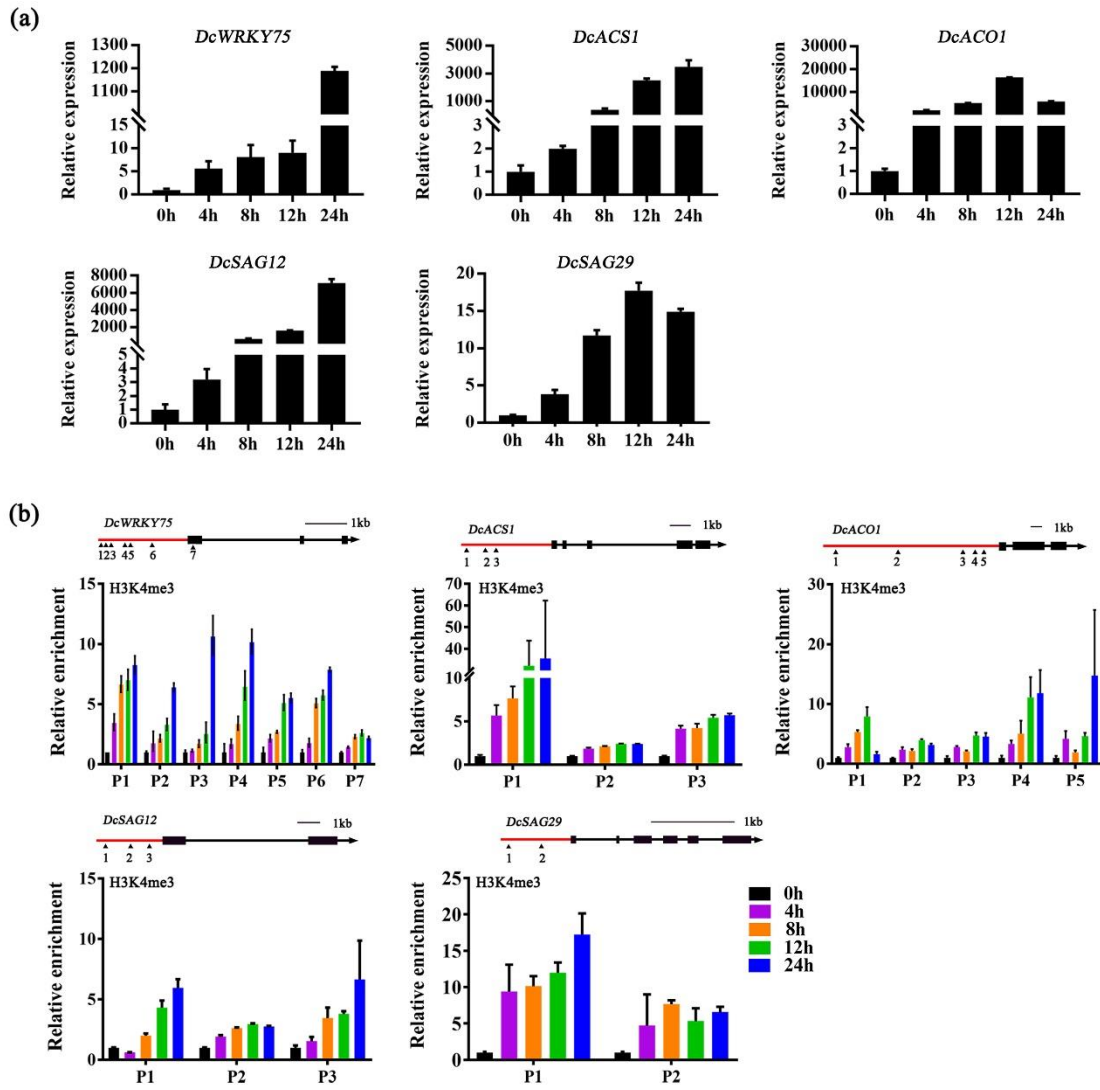 (a)
DcWRKY75
Relative expression
1300
1200
1100
15
10
5
0
0h 4h 8h 12h 24h
DcACS1
Relative expression
5000
3000
1000
3
2
1
0
0h 4h 8h 12h 24h
DcACO1
Relative expression
30000
20000
10000
3
2
1
0
0h 4h 8h 12h 24h
DcSAG12
Relative expression
8000
6000
4000
2000
5
4
3
2
1
0
0h 4h 8h 12h 24h
DcSAG29
Relative expression
20
15
10
5
0
0h 4h 8h 12h 24h
(b)
DcWRKY75
1kb
123 45 6 7
H3K4me3
Relative enrichment
15
10
5
0
P1 P2 P3 P4 P5 P6 P7
DcACS1
1kb
1 2 3
H3K4me3
Relative enrichment
70
60
50
40
30
20
10
5
0
P1 P2 P3
DcACO1
1kb
1 2 3 4 5
H3K4me3
Relative enrichment
30
20
10
0
P1 P2 P3 P4 P5
DcSAG12
1kb
1 2 3
H3K4me3
Relative enrichment
15
10
5
0
P1 P2 P3
DcSAG29
1kb
1 2
H3K4me3
Relative enrichment
25
20
15
10
5
0
P1 P2
0h
4h
8h
12h
24h